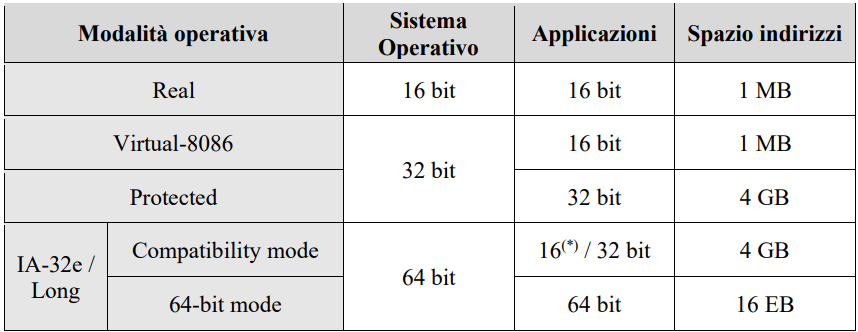 Modalità operativa
Sistema
Operativo
Applicazioni
Spazio indirizzi
Real
16 bit
16 bit
1 MB
Virtual-8086
32 bit
16 bit
1 MB
Protected
32 bit
4 GB
IA-32e /
Long
Compatibility mode
64 bit
16(*) / 32 bit
4 GB
64-bit mode
64 bit
16 EB